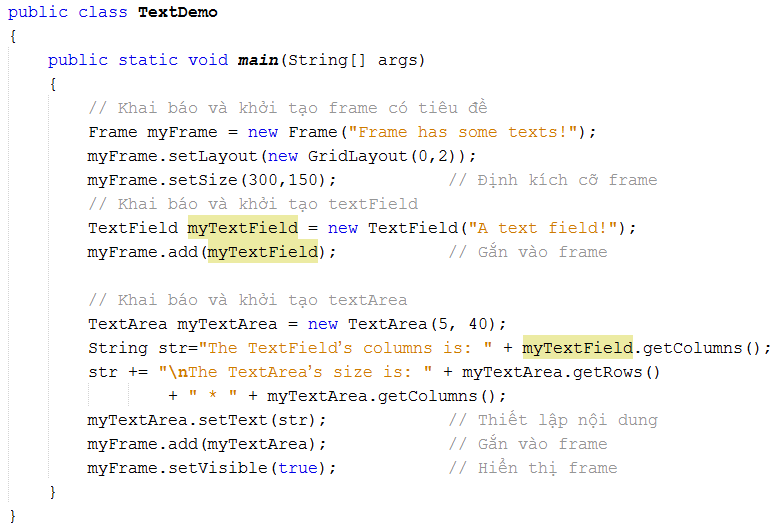 public class TextDemo
{
    public static void main(String[] args)
    {
        // Khai báo và khởi tạo frame có tiêu đề
        Frame myFrame = new Frame("Frame has some texts!");
        myFrame.setLayout(new GridLayout(0,2));
        myFrame.setSize(300,150);           // Định kích cỡ frame
        // Khai báo và khởi tạo textField
        TextField myTextField = new TextField("A text field!");
        myFrame.add(myTextField);           // Gắn vào frame

        // Khai báo và khởi tạo textArea
        TextArea myTextArea = new TextArea(5, 40);
        String str="The TextField’s columns is: " + myTextField.getColumns();
        str += "\nThe TextArea’s size is: " + myTextArea.getRows()
                + " * " + myTextArea.getColumns();
        myTextArea.setText(str);            // Thiết lập nội dung
        myFrame.add(myTextArea);            // Gắn vào frame
        myFrame.setVisible(true);           // Hiển thị frame
    }
}